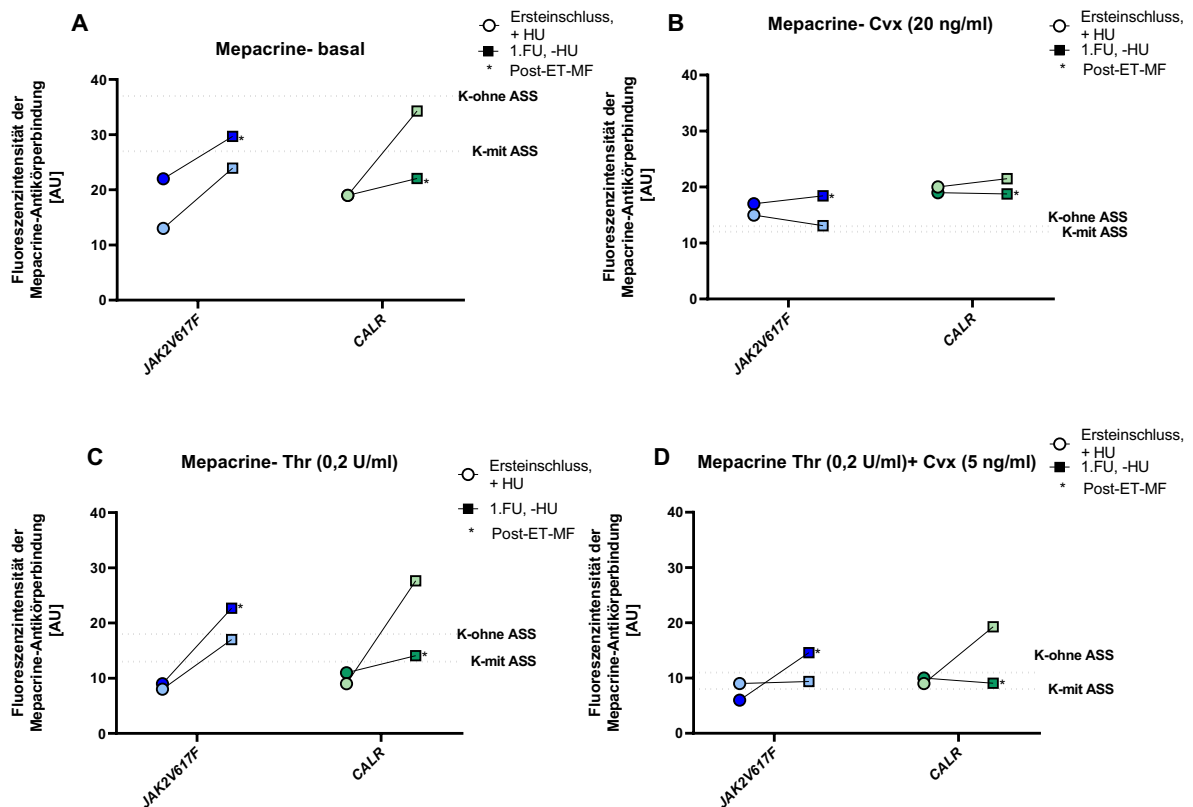 A
Mepacrine- basal
Ersteinschluss,
+ HU
1.FU, -HU
* Post-ET-MF
Fluoreszenzintensität der
Mepacrine-Antikörperbindung
[AU]
40
30
20
10
0
K-ohne ASS
K-mit ASS
*
*
JAK2V617F
CALR
B
Mepacrine- Cvx (20 ng/ml)
Ersteinschluss,
+ HU
1.FU, -HU
* Post-ET-MF
Fluoreszenzintensität der
Mepacrine-Antikörperbindung
[AU]
40
30
20
10
0
*
*
K-ohne ASS
K-mit ASS
JAK2V617F
CALR
C
Mepacrine- Thr (0,2 U/ml)
Ersteinschluss,
+ HU
1.FU, -HU
* Post-ET-MF
Fluoreszenzintensität der
Mepacrine-Antikörperbindung
[AU]
40
30
20
10
0
*
*
K-ohne ASS
K-mit ASS
JAK2V617F
CALR
D
Mepacrine Thr (0,2 U/ml)+ Cvx (5 ng/ml)
Ersteinschluss,
+ HU
1.FU, -HU
* Post-ET-MF
Fluoreszenzintensität der
Mepacrine-Antikörperbindung
[AU]
40
30
20
10
0
*
*
K-ohne ASS
K-mit ASS
JAK2V617F
CALR